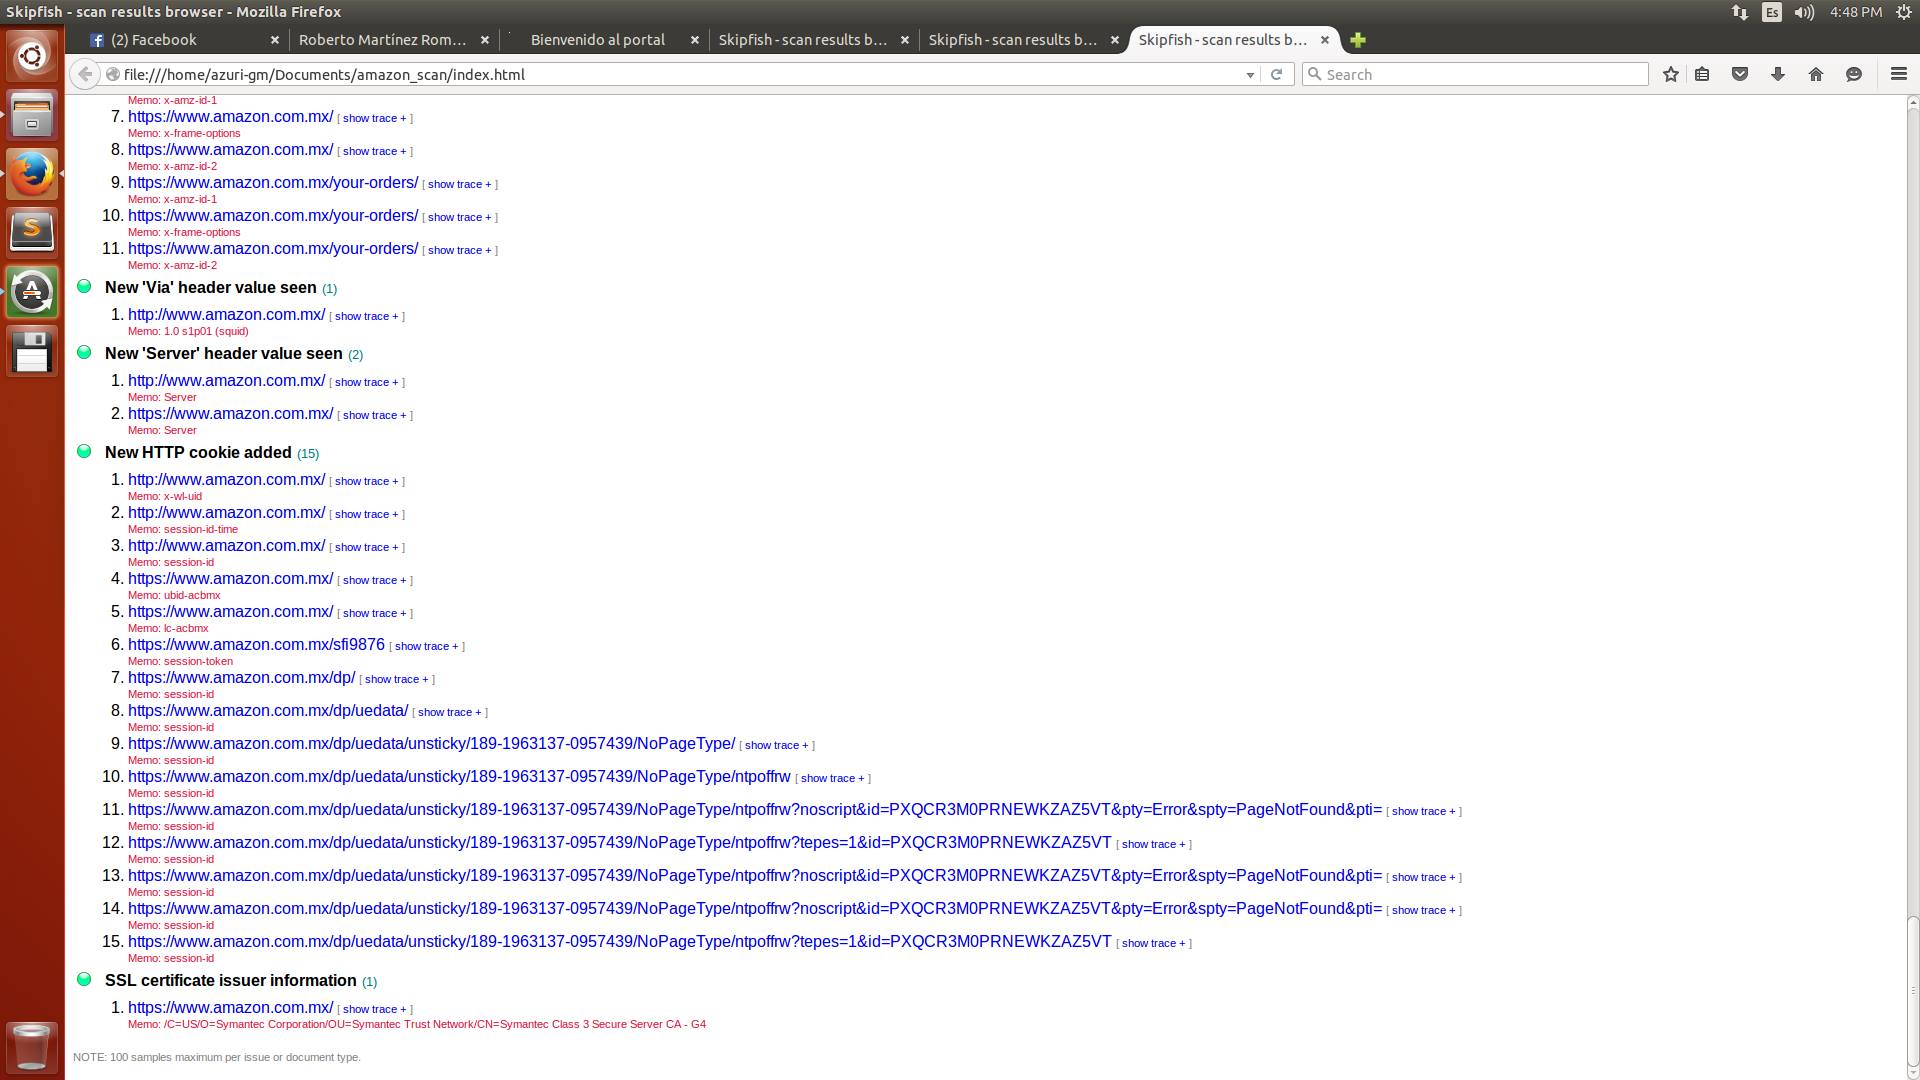 Skipfish - scan results browser - Mozilla Firefox
Es
4:48 PM
(2) Facebook
Roberto Martínez Rom...
Bienvenido al portal
Skipfish - scan results b...
Skipfish - scan results b...
Skipfish - scan results b...
file:///home/azuri-gm/Documents/amazon_scan/index.html
Search
Memo: x-amz-id-1
7. https://www.amazon.com.mx/ [ show trace + ]
Memo: x-frame-options
8. https://www.amazon.com.mx/ [ show trace + ]
Memo: x-amz-id-2
9. https://www.amazon.com.mx/your-orders/ [ show trace + ]
Memo: x-amz-id-1
10. https://www.amazon.com.mx/your-orders/ [ show trace + ]
Memo: x-frame-options
11. https://www.amazon.com.mx/your-orders/ [ show trace + ]
Memo: x-amz-id-2
New 'Via' header value seen (1)
1. http://www.amazon.com.mx/ [ show trace + ]
Memo: 1.0 s1p01 (squid)
New 'Server' header value seen (2)
1. http://www.amazon.com.mx/ [ show trace + ]
Memo: Server
2. https://www.amazon.com.mx/ [ show trace + ]
Memo: Server
New HTTP cookie added (15)
1. http://www.amazon.com.mx/ [ show trace + ]
Memo: x-wl-uid
2. http://www.amazon.com.mx/ [ show trace + ]
Memo: session-id-time
3. http://www.amazon.com.mx/ [ show trace + ]
Memo: session-id
4. https://www.amazon.com.mx/ [ show trace + ]
Memo: ubid-acbmx
5. https://www.amazon.com.mx/ [ show trace + ]
Memo: lc-acbmx
6. https://www.amazon.com.mx/sfi9876 [ show trace + ]
Memo: session-token
7. https://www.amazon.com.mx/dp/ [ show trace + ]
Memo: session-id
8. https://www.amazon.com.mx/dp/uedata/ [ show trace + ]
Memo: session-id
9. https://www.amazon.com.mx/dp/uedata/unsticky/189-1963137-0957439/NoPageType/ [ show trace + ]
Memo: session-id
10. https://www.amazon.com.mx/dp/uedata/unsticky/189-1963137-0957439/NoPageType/ntpoffrw [ show trace + ]
Memo: session-id
11. https://www.amazon.com.mx/dp/uedata/unsticky/189-1963137-0957439/NoPageType/ntpoffrw?noscript&id=PXQCR3M0PRNEWKZAZ5VT&pty=Error&spty=PageNotFound&pti= [ show trace + ]
Memo: session-id
12. https://www.amazon.com.mx/dp/uedata/unsticky/189-1963137-0957439/NoPageType/ntpoffrw?tepes=1&id=PXQCR3M0PRNEWKZAZ5VT [ show trace + ]
Memo: session-id
13. https://www.amazon.com.mx/dp/uedata/unsticky/189-1963137-0957439/NoPageType/ntpoffrw?noscript&id=PXQCR3M0PRNEWKZAZ5VT&pty=Error&spty=PageNotFound&pti= [ show trace + ]
Memo: session-id
14. https://www.amazon.com.mx/dp/uedata/unsticky/189-1963137-0957439/NoPageType/ntpoffrw?noscript&id=PXQCR3M0PRNEWKZAZ5VT&pty=Error&spty=PageNotFound&pti= [ show trace + ]
Memo: session-id
15. https://www.amazon.com.mx/dp/uedata/unsticky/189-1963137-0957439/NoPageType/ntpoffrw?tepes=1&id=PXQCR3M0PRNEWKZAZ5VT [ show trace + ]
Memo: session-id
SSL certificate issuer information (1)
1. https://www.amazon.com.mx/ [ show trace + ]
Memo: /C=US/O=Symantec Corporation/OU=Symantec Trust Network/CN=Symantec Class 3 Secure Server CA - G4
NOTE: 100 samples maximum per issue or document type.